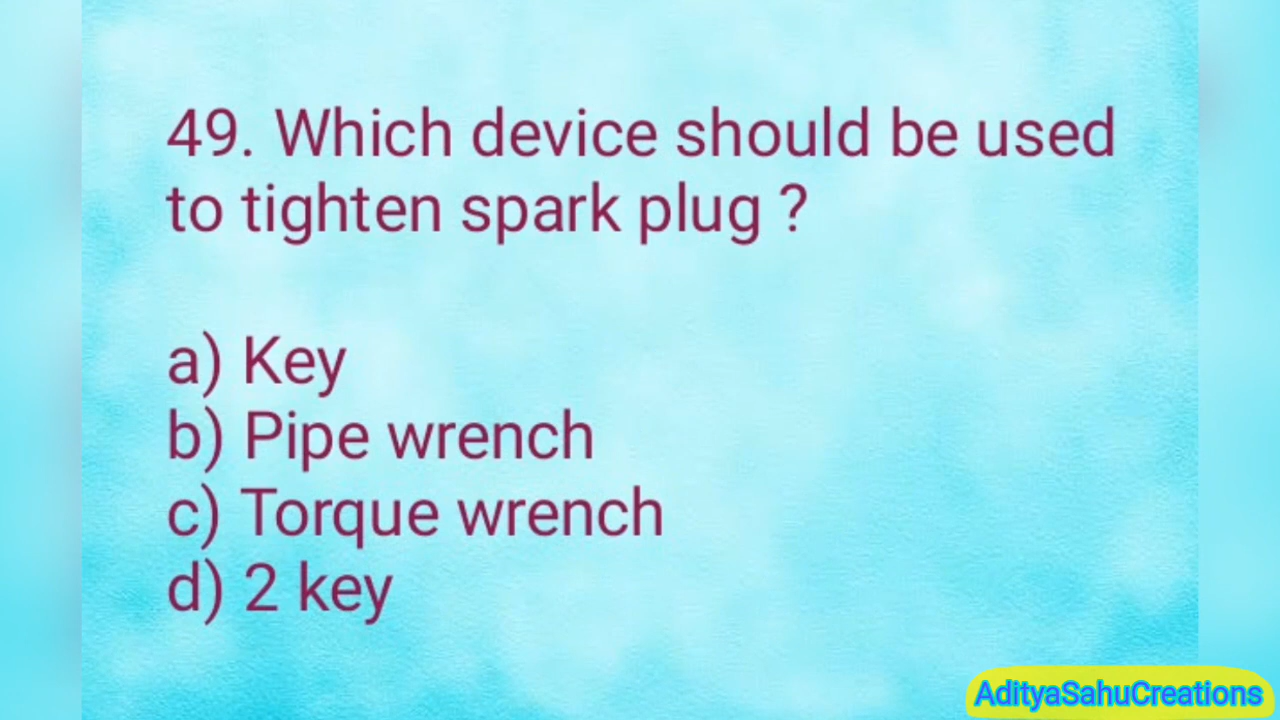 49. Which device should be used
to tighten spark plug ?
a) Key
b) Pipe wrench
c) Torque wrench
d) 2 key
AdityaSahuCreations